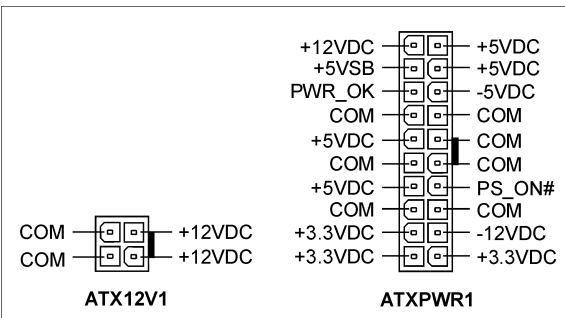 +12VDC +5VDC
+5VSB +5VDC
PWR_OK -5VDC
COM COM
+5VDC COM
COM COM
+5VDC PS_ON#
COM COM
+3.3VDC -12VDC
+3.3VDC +3.3VDC
COM +12VDC
COM +12VDC
ATX12V1 ATXPWR1